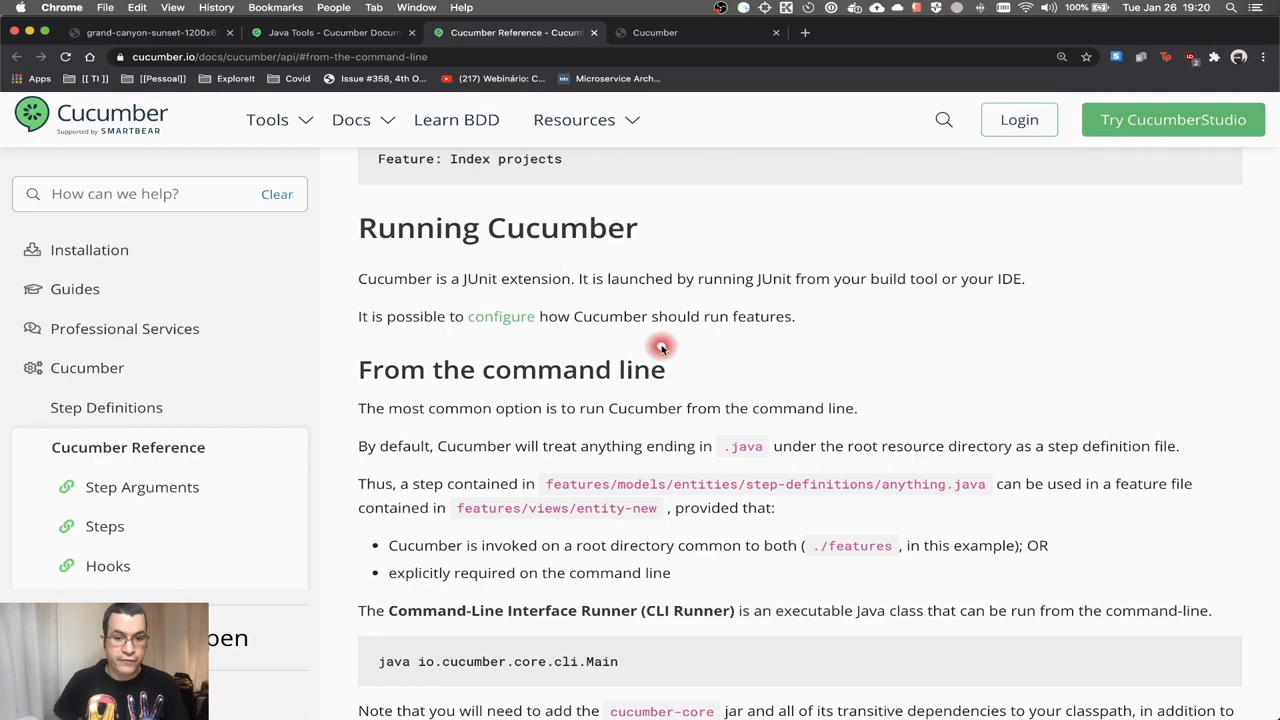 Chrome File Edit View History Bookmarks People Tab Window Help 100% Tue Jan 26 19:20
grand-canyon-sunset-1200x6 Java Tools - Cucumber Docum Cucumber Reference - Cucum Cucumber
cucumber.io/docs/cucumber/api/#from-the-command-line
Apps [[ TI ]] [[Pessoal]] ExploreIt Covid Issue #358, 4th O... (217) Webinário: C... Microservice Arch...
Cucumber
Supported by SMARTBEAR
Tools Docs Learn BDD Resources Login Try CucumberStudio
Feature: Index projects
How can we help? Clear
Installation
Guides
Professional Services
Cucumber
Step Definitions
Cucumber Reference
Step Arguments
Steps
Hooks
pen
Running Cucumber
Cucumber is a JUnit extension. It is launched by running JUnit from your build tool or your IDE.
It is possible to configure how Cucumber should run features.
From the command line
The most common option is to run Cucumber from the command line.
By default, Cucumber will treat anything ending in .java under the root resource directory as a step definition file.
Thus, a step contained in features/models/entities/step-definitions/anything.java can be used in a feature file
contained in features/views/entity-new , provided that:
• Cucumber is invoked on a root directory common to both ( ./features , in this example); OR
• explicitly required on the command line
The Command-Line Interface Runner (CLI Runner) is an executable Java class that can be run from the command-line.
java io.cucumber.core.cli.Main
Note that you will need to add the cucumber-core jar and all of its transitive dependencies to your classpath, in addition to